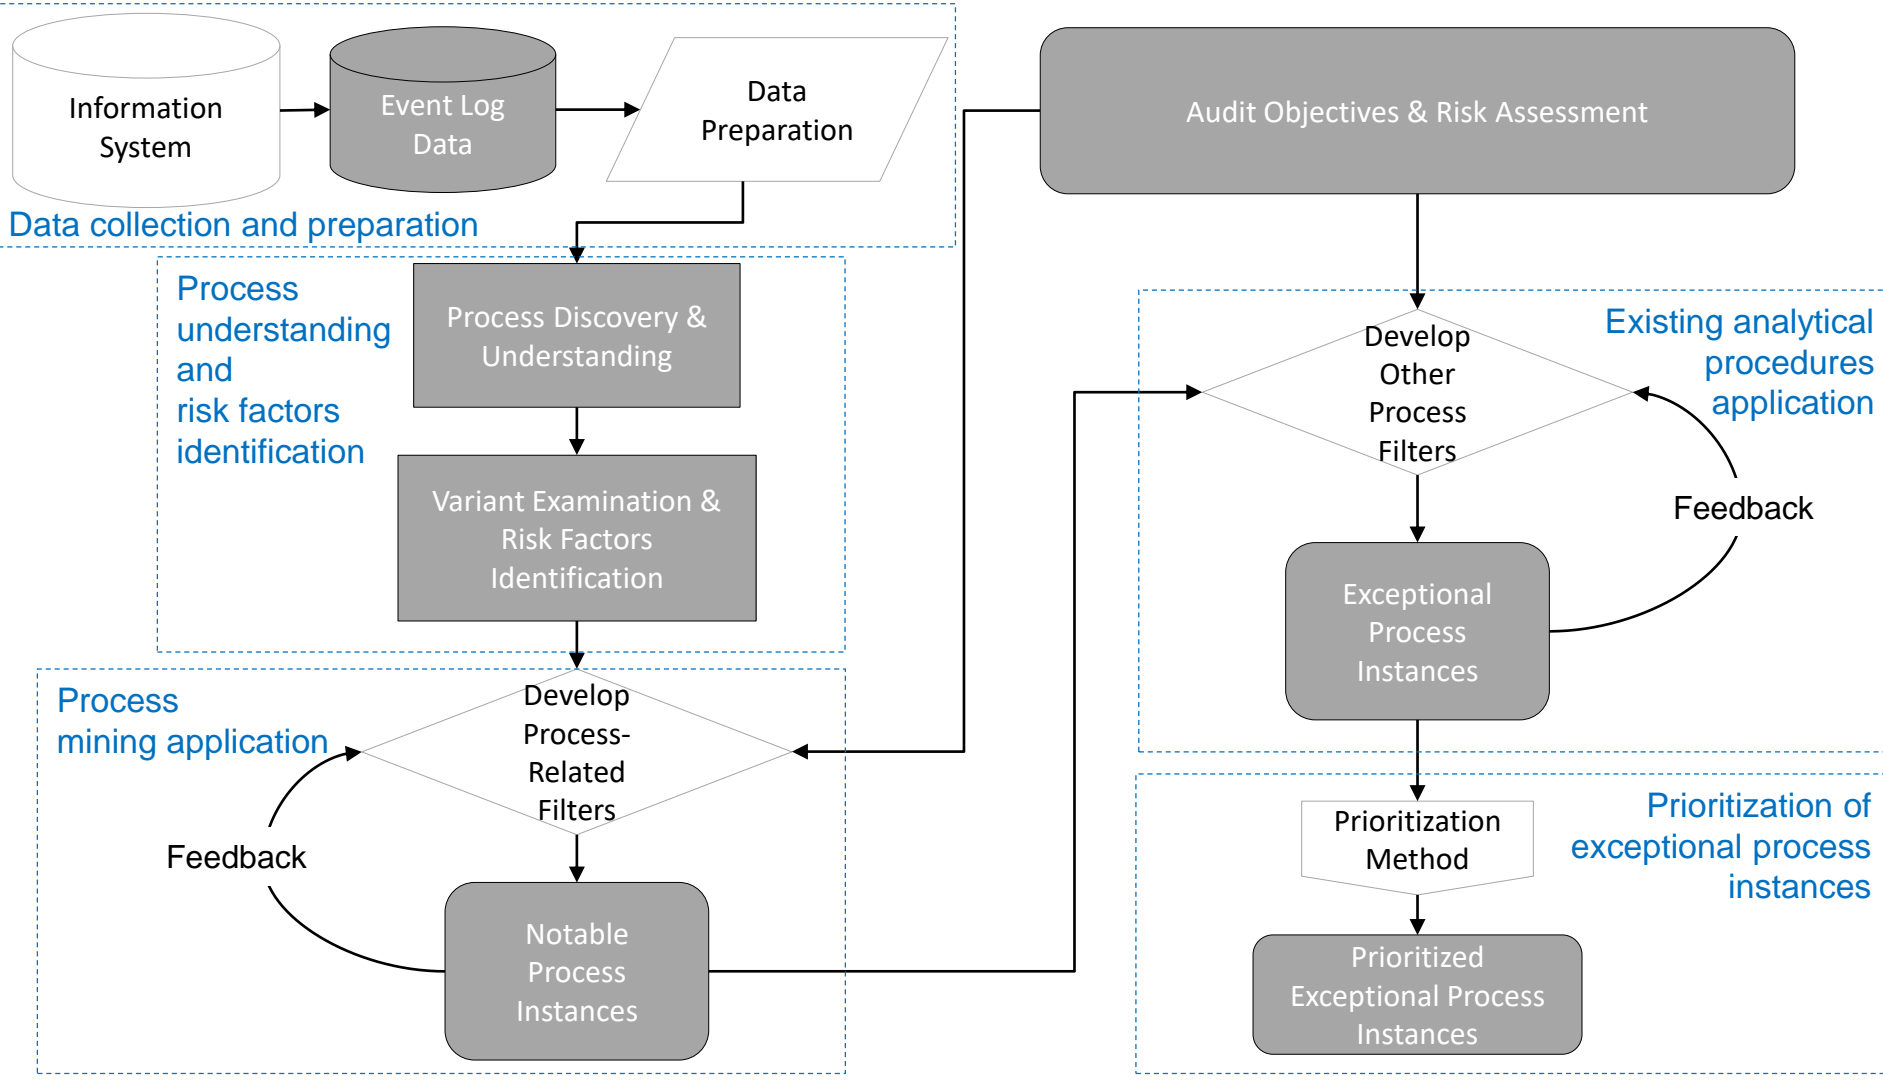 Information
System
Event Log
Data
Data
Preparation
Data collection and preparation
Audit Objectives & Risk Assessment
Process
understanding
and
risk factors
identification
Process Discovery &
Understanding
Variant Examination &
Risk Factors
Identification
Process
mining application
Develop
Process-
Related
Filters
Feedback
Notable
Process
Instances
Existing analytical
procedures
application
Develop
Other
Process
Filters
Feedback
Exceptional
Process
Instances
Prioritization of
exceptional process
instances
Prioritization
Method
Prioritized
Exceptional Process
Instances